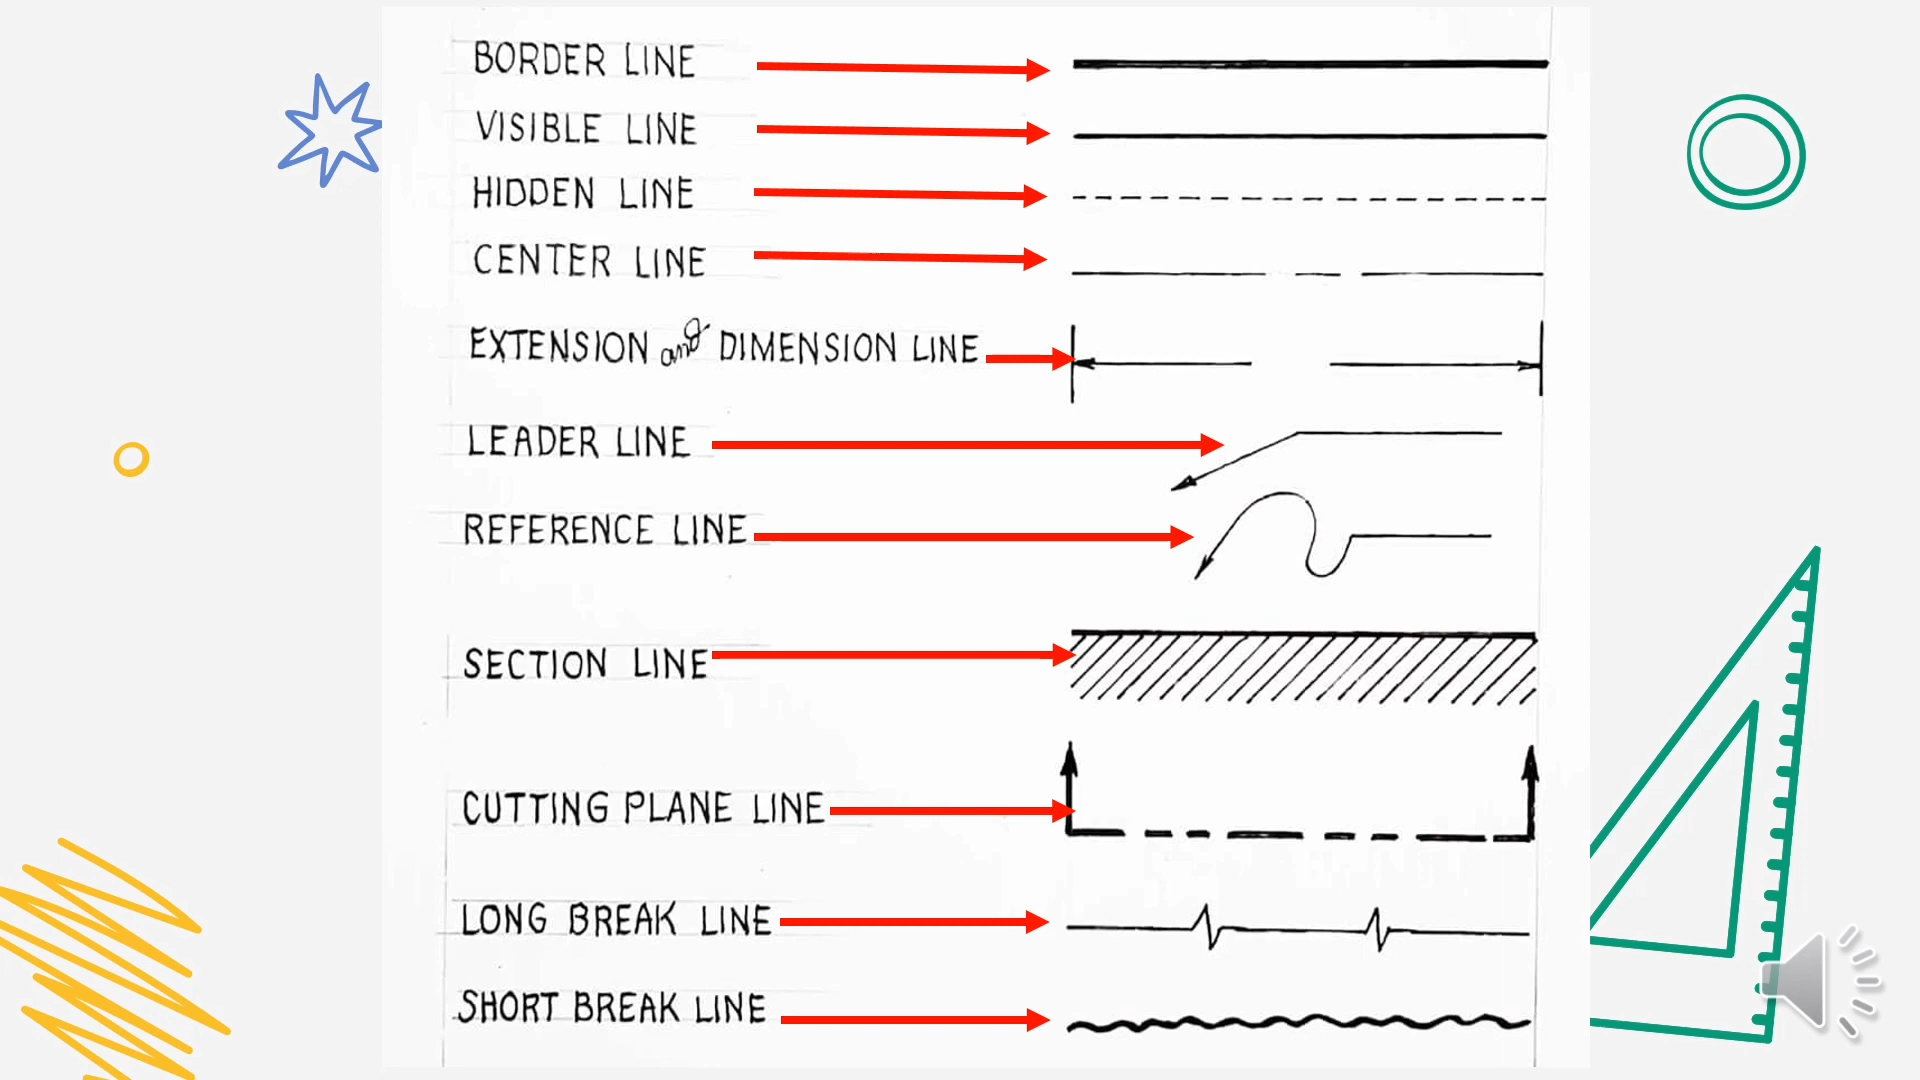 BORDER LINE
VISIBLE LINE
HIDDEN LINE
CENTER LINE
EXTENSION and DIMENSION LINE
LEADER LINE
REFERENCE LINE
SECTION LINE
CUTTING PLANE LINE
LONG BREAK LINE
SHORT BREAK LINE